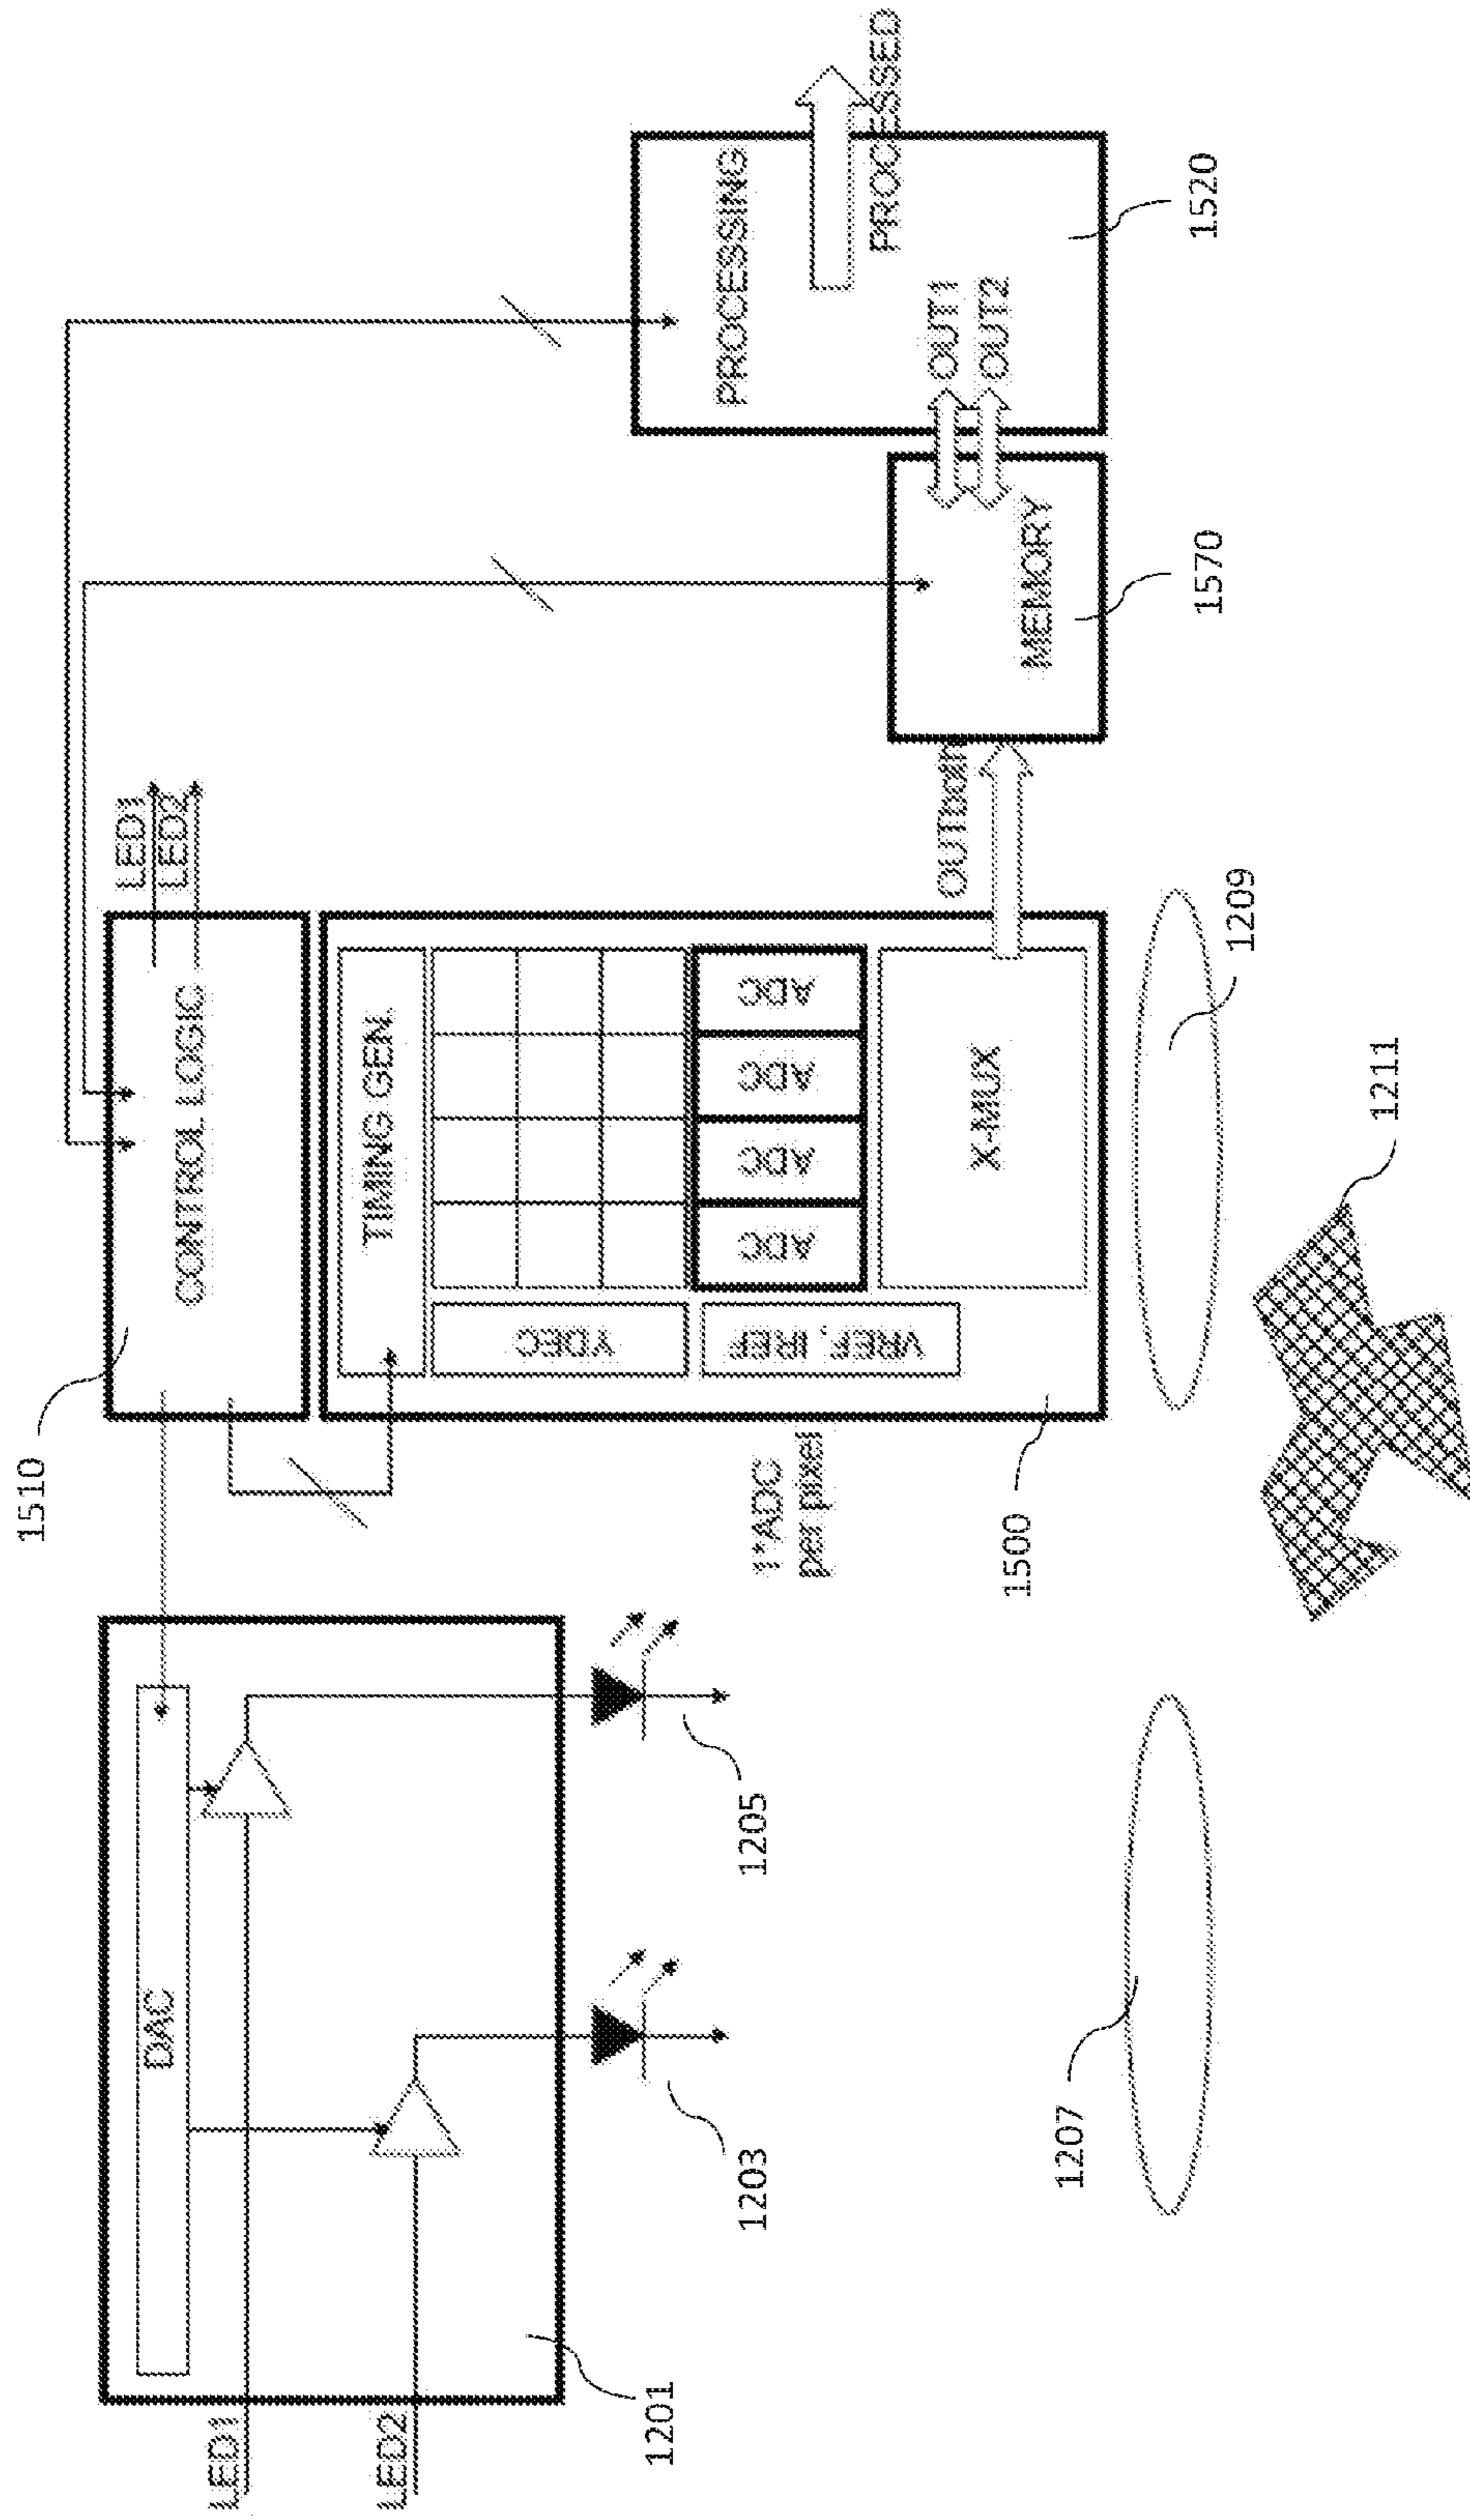 LED1
LED2
1201
DAC
1203
1205
1207
1510
CONTROL LOGIC
LED1
LED2
TIMING GEN.
YDEC
VREF, IREF
ADC
ADC
ADC
ADC
X-MUX
1*ADC
per pixel
1500
1209
1211
OUTboth
MEMORY
1570
PROCESSING
OUT1
OUT2
PROCESSED
1520